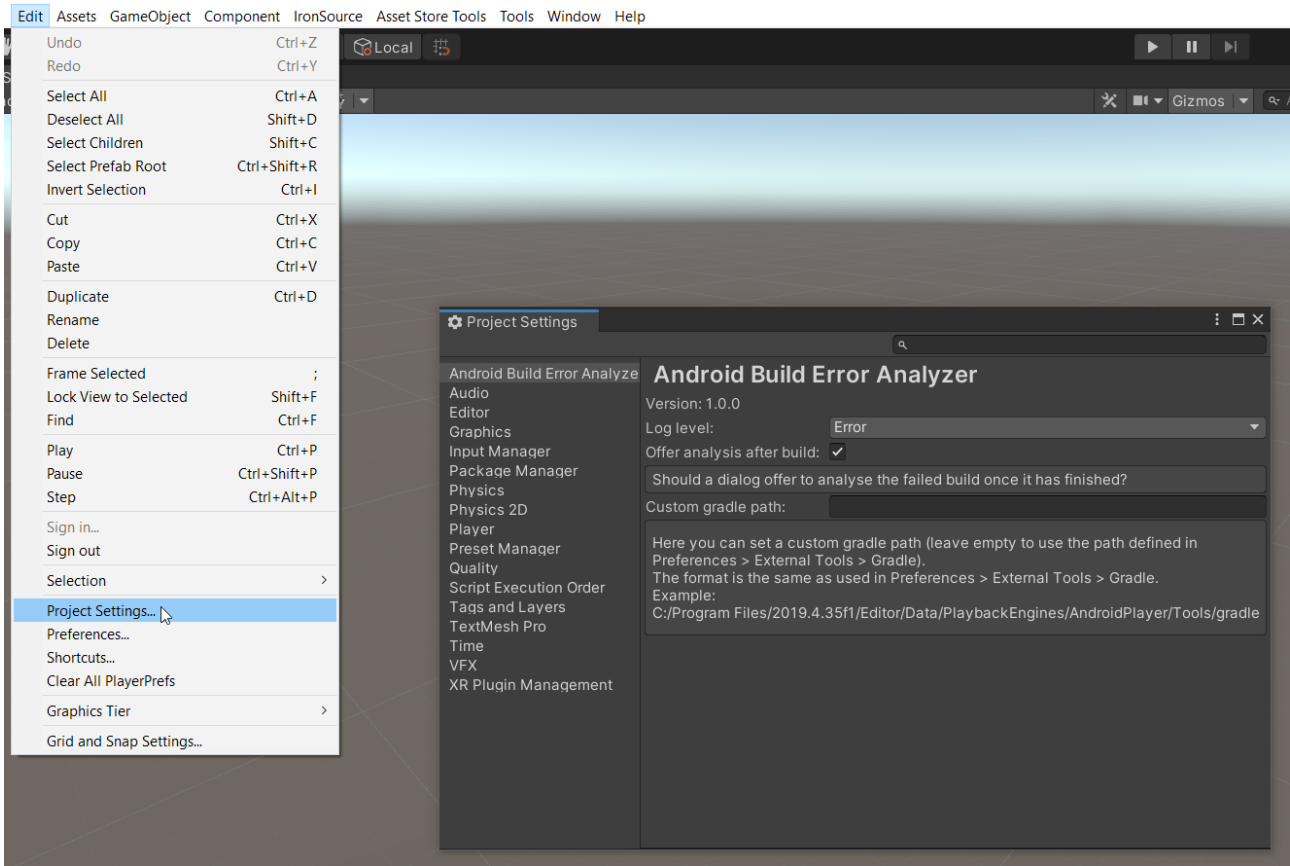 Edit Assets GameObject Component IronSource Asset Store Tools Tools Window Help
Local
Gizmos
Undo Ctrl+Z
Redo Ctrl+Y
Select All Ctrl+A
Deselect All Shift+D
Select Children Shift+C
Select Prefab Root Ctrl+Shift+R
Invert Selection Ctrl+I
Cut Ctrl+X
Copy Ctrl+C
Paste Ctrl+V
Duplicate Ctrl+D
Rename
Delete
Frame Selected ;
Lock View to Selected Shift+F
Find Ctrl+F
Play Ctrl+P
Pause Ctrl+Shift+P
Step Ctrl+Alt+P
Sign in...
Sign out
Selection >
Project Settings...
Preferences...
Shortcuts...
Clear All PlayerPrefs
Graphics Tier >
Grid and Snap Settings...
Project Settings
Android Build Error Analyze
Audio
Editor
Graphics
Input Manager
Package Manager
Physics
Physics 2D
Player
Preset Manager
Quality
Script Execution Order
Tags and Layers
TextMesh Pro
Time
VFX
XR Plugin Management
Android Build Error Analyzer
Version: 1.0.0
Log level: Error
Offer analysis after build:
Should a dialog offer to analyse the failed build once it has finished?
Custom gradle path:
Here you can set a custom gradle path (leave empty to use the path defined in
Preferences > External Tools > Gradle).
The format is the same as used in Preferences > External Tools > Gradle.
Example:
C:/Program Files/2019.4.35f1/Editor/Data/PlaybackEngines/AndroidPlayer/Tools/gradle